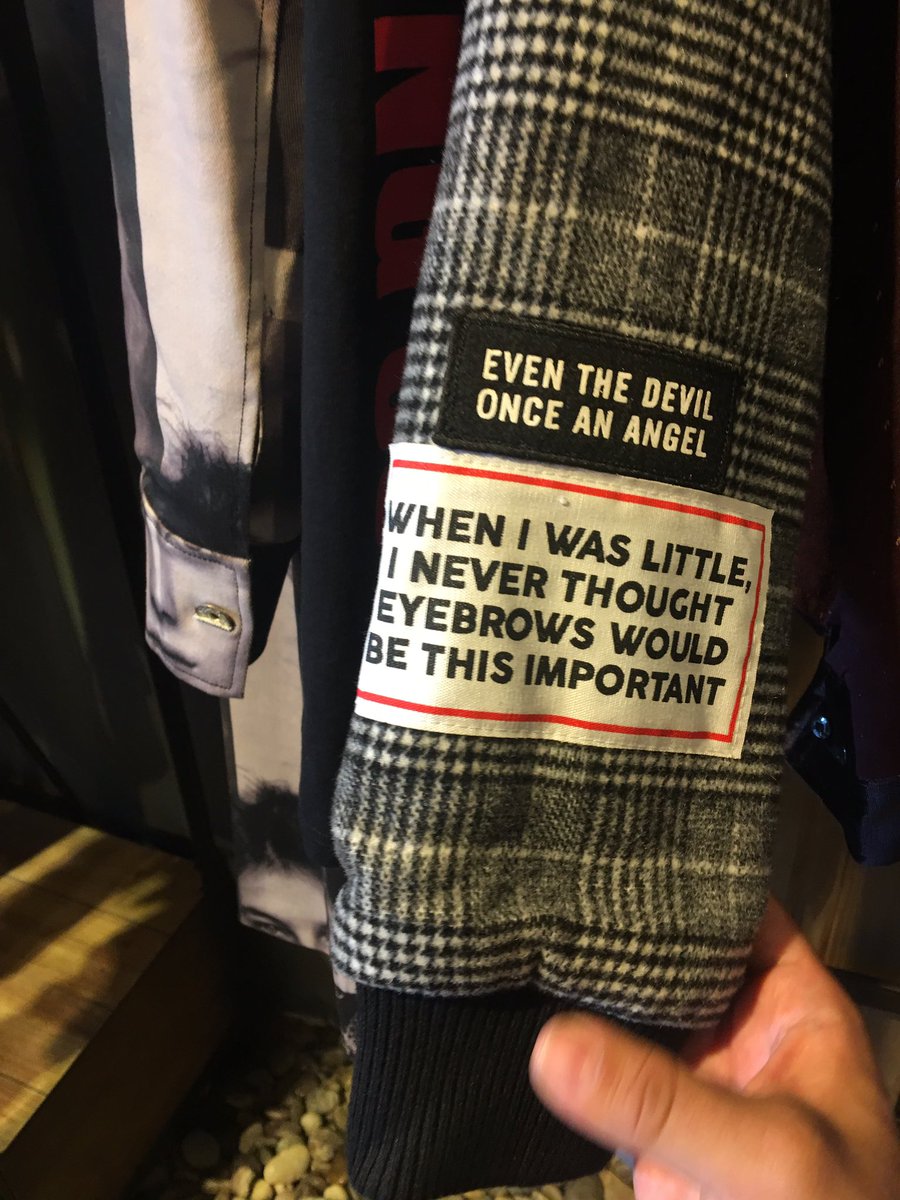 EVEN THE DEVIL
ONCE AN ANGEL
WHEN I WAS LITTLE,
I NEVER THOUGHT
EYEBROWS WOULD
BE THIS IMPORTANT